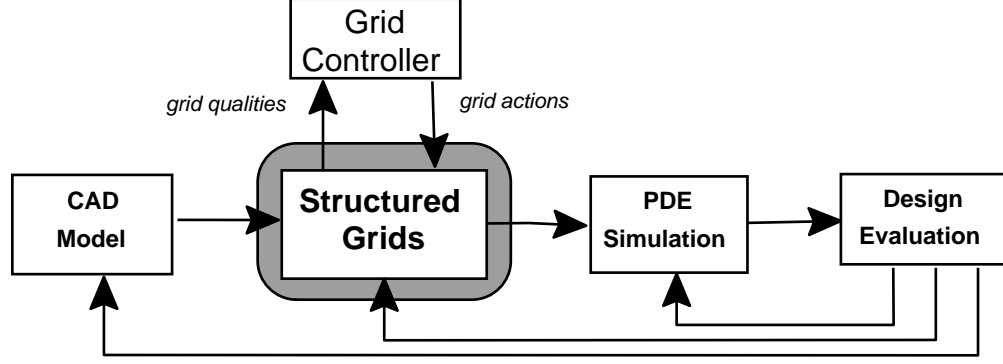 Grid
Controller
grid qualities
grid actions
CAD
Model
Structured
Grids
PDE
Simulation
Design
Evaluation